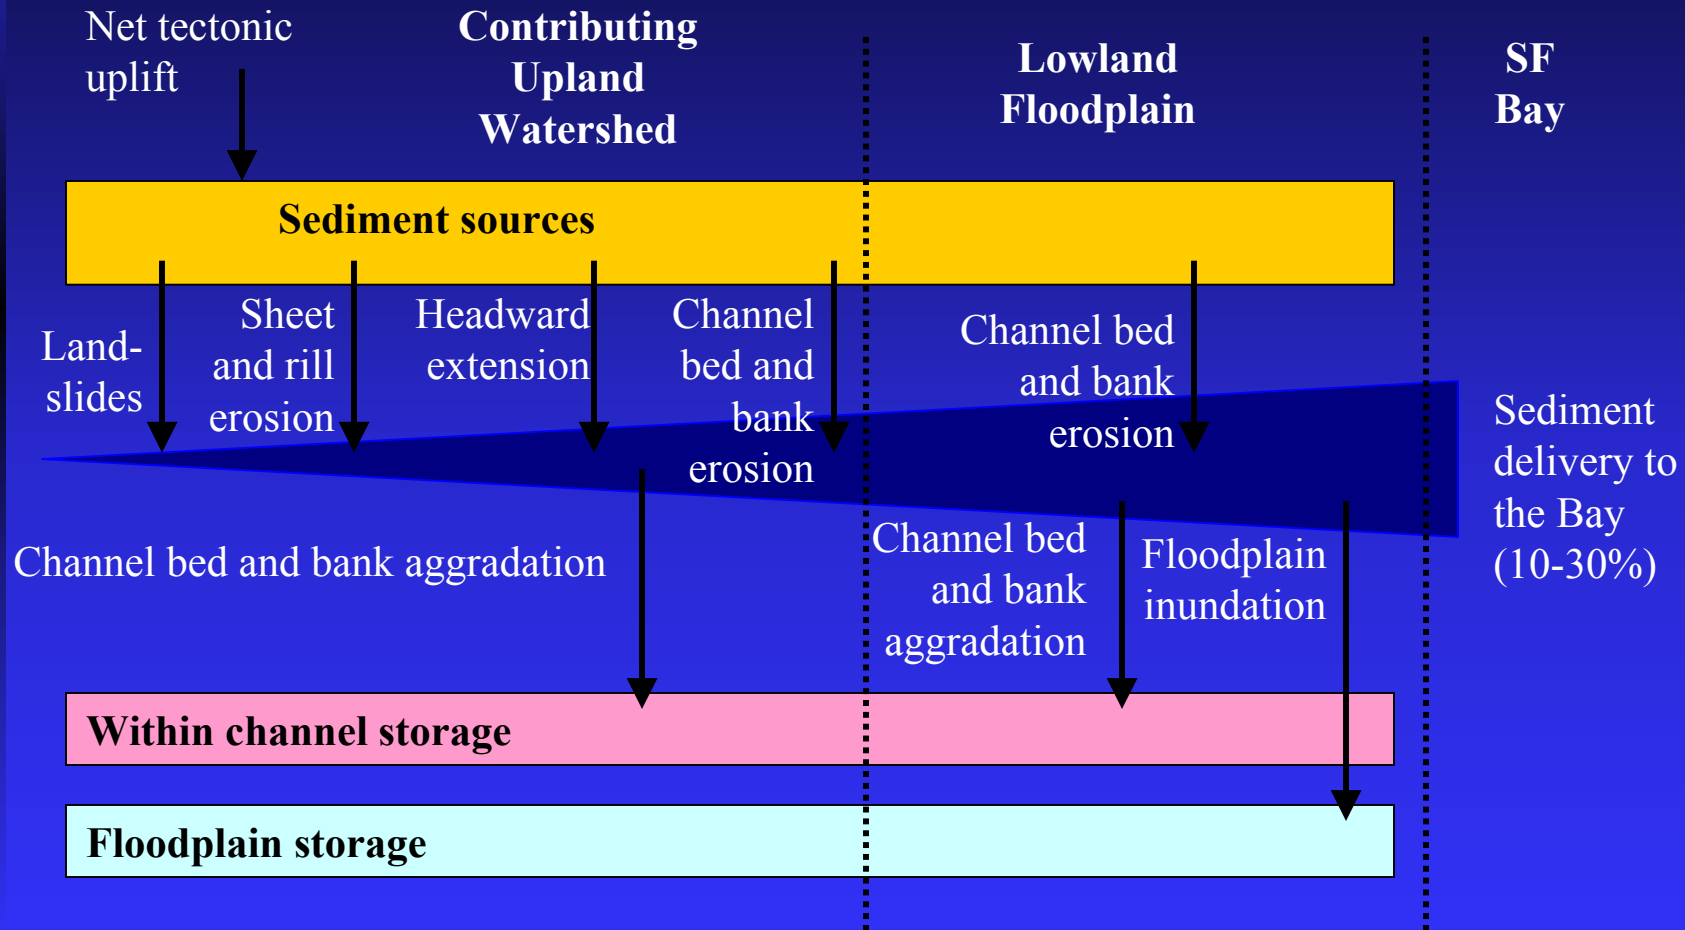 Net tectonic
uplift
Contributing
Upland
Watershed
Lowland
Floodplain
SF
Bay
Sediment sources
Land-
slides
Sheet
and rill
erosion
Headward
extension
Channel
bed and
bank
erosion
Channel bed
and bank
erosion
Sediment
delivery to
the Bay
(10-30%)
Channel bed and bank aggradation
Channel bed
and bank
aggradation
Floodplain
inundation
Within channel storage
Floodplain storage